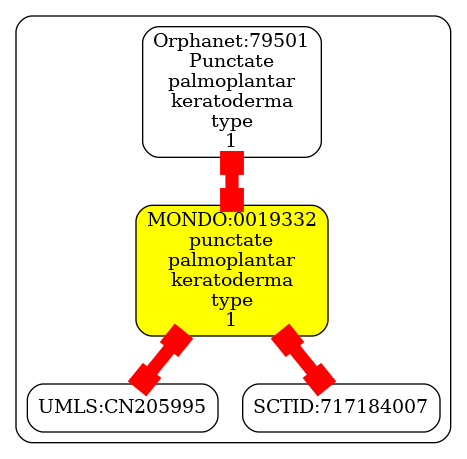 Orphanet:79501
Punctate
palmoplantar
keratoderma
type
1
MONDO:0019332
punctate
palmoplantar
keratoderma
type
1
UMLS:CN205995
SCTID:717184007